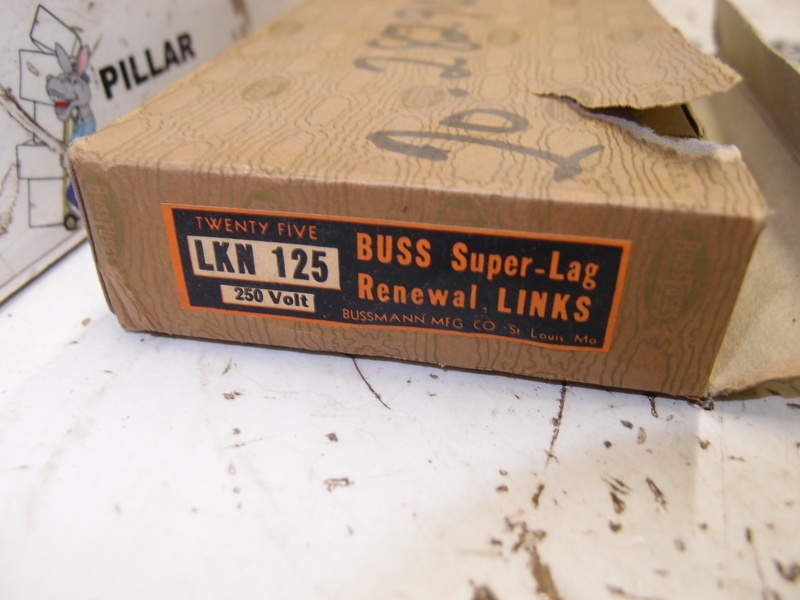 PILLAR
TWENTY FIVE
LKN 125
250 Volt
BUSS Super-Lag
Renewal LINKS
BUSSMANN MFG CO St. Louis Mo